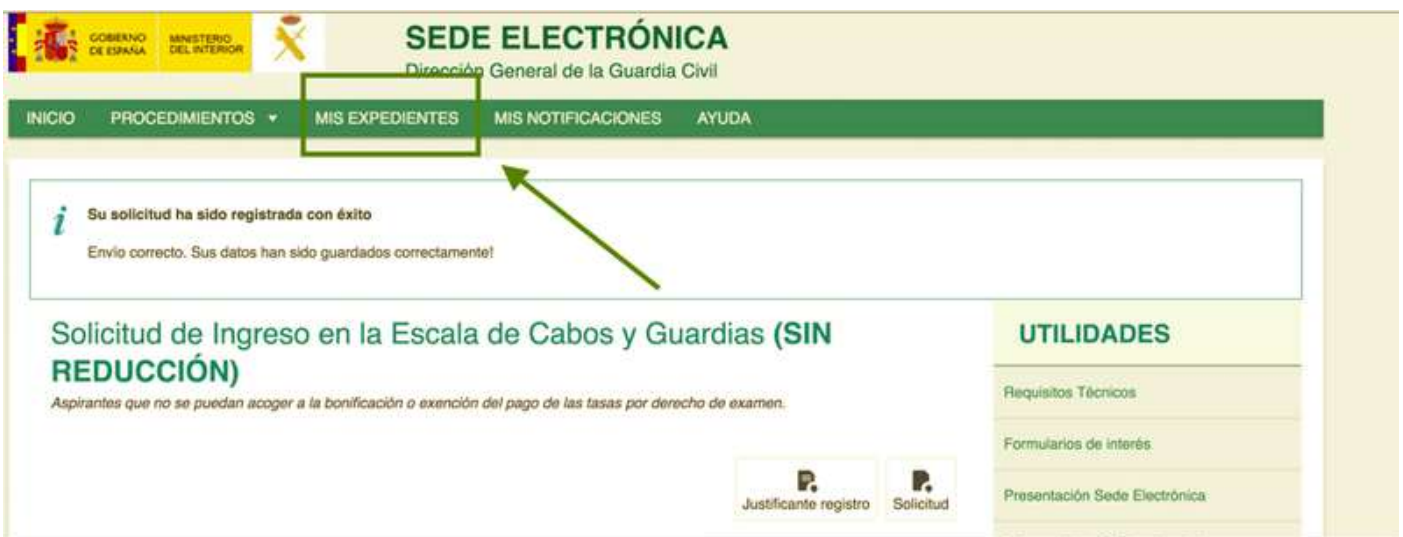 GOBIERNO
DE ESPAÑA
MINISTERIO
DEL INTERIOR
SEDE ELECTRÓNICA
Dirección General de la Guardia Civil
INICIO PROCEDIMIENTOS MIS EXPEDIENTES MIS NOTIFICACIONES AYUDA
Su solicitud ha sido registrada con éxito
Envio correcto. Sus datos han sido guardados correctamente!
Solicitud de Ingreso en la Escala de Cabos y Guardias (SIN
REDUCCIÓN)
Aspirantes que no se puedan acoger a la bonificación o exención del pago de las tasas por derecho de examen.
Justificante registro
Solicitud
UTILIDADES
Requisitos Técnicos
Formularios de interés
Presentación Sede Electrónica